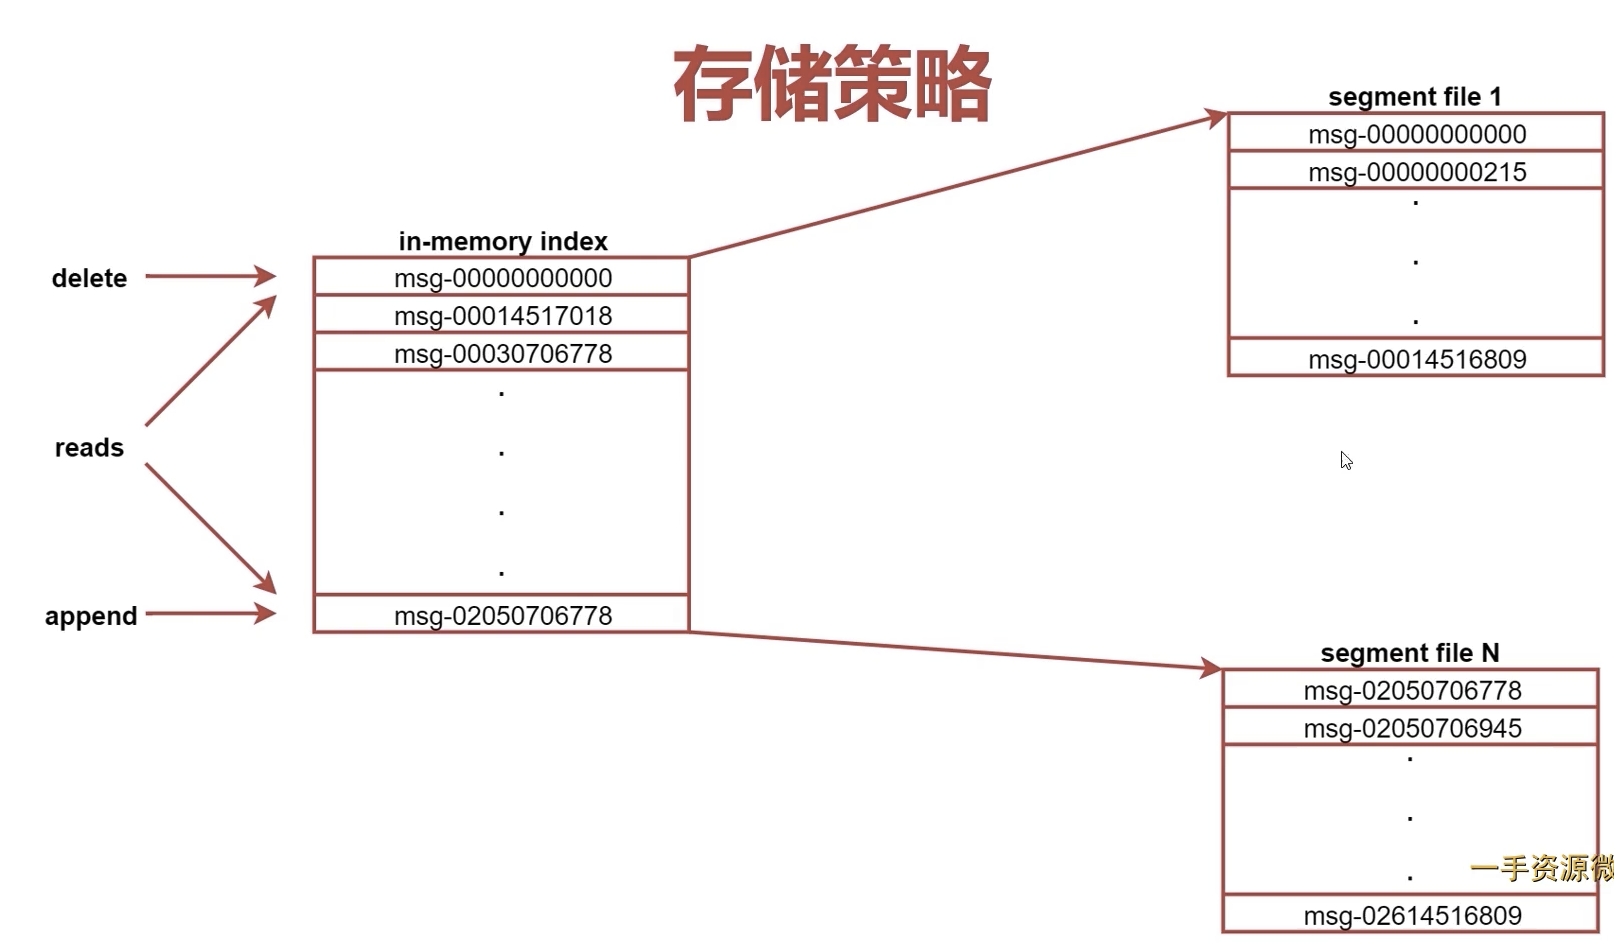 存储策略
segment file 1
msg-00000000000
msg-00000000215
.
.
.
msg-00014516809
in-memory index
delete
msg-00000000000
msg-00014517018
msg-00030706778
.
.
.
.
reads
append
msg-02050706778
segment file N
msg-02050706778
msg-02050706945
.
.
.
msg-02614516809
一手资源微